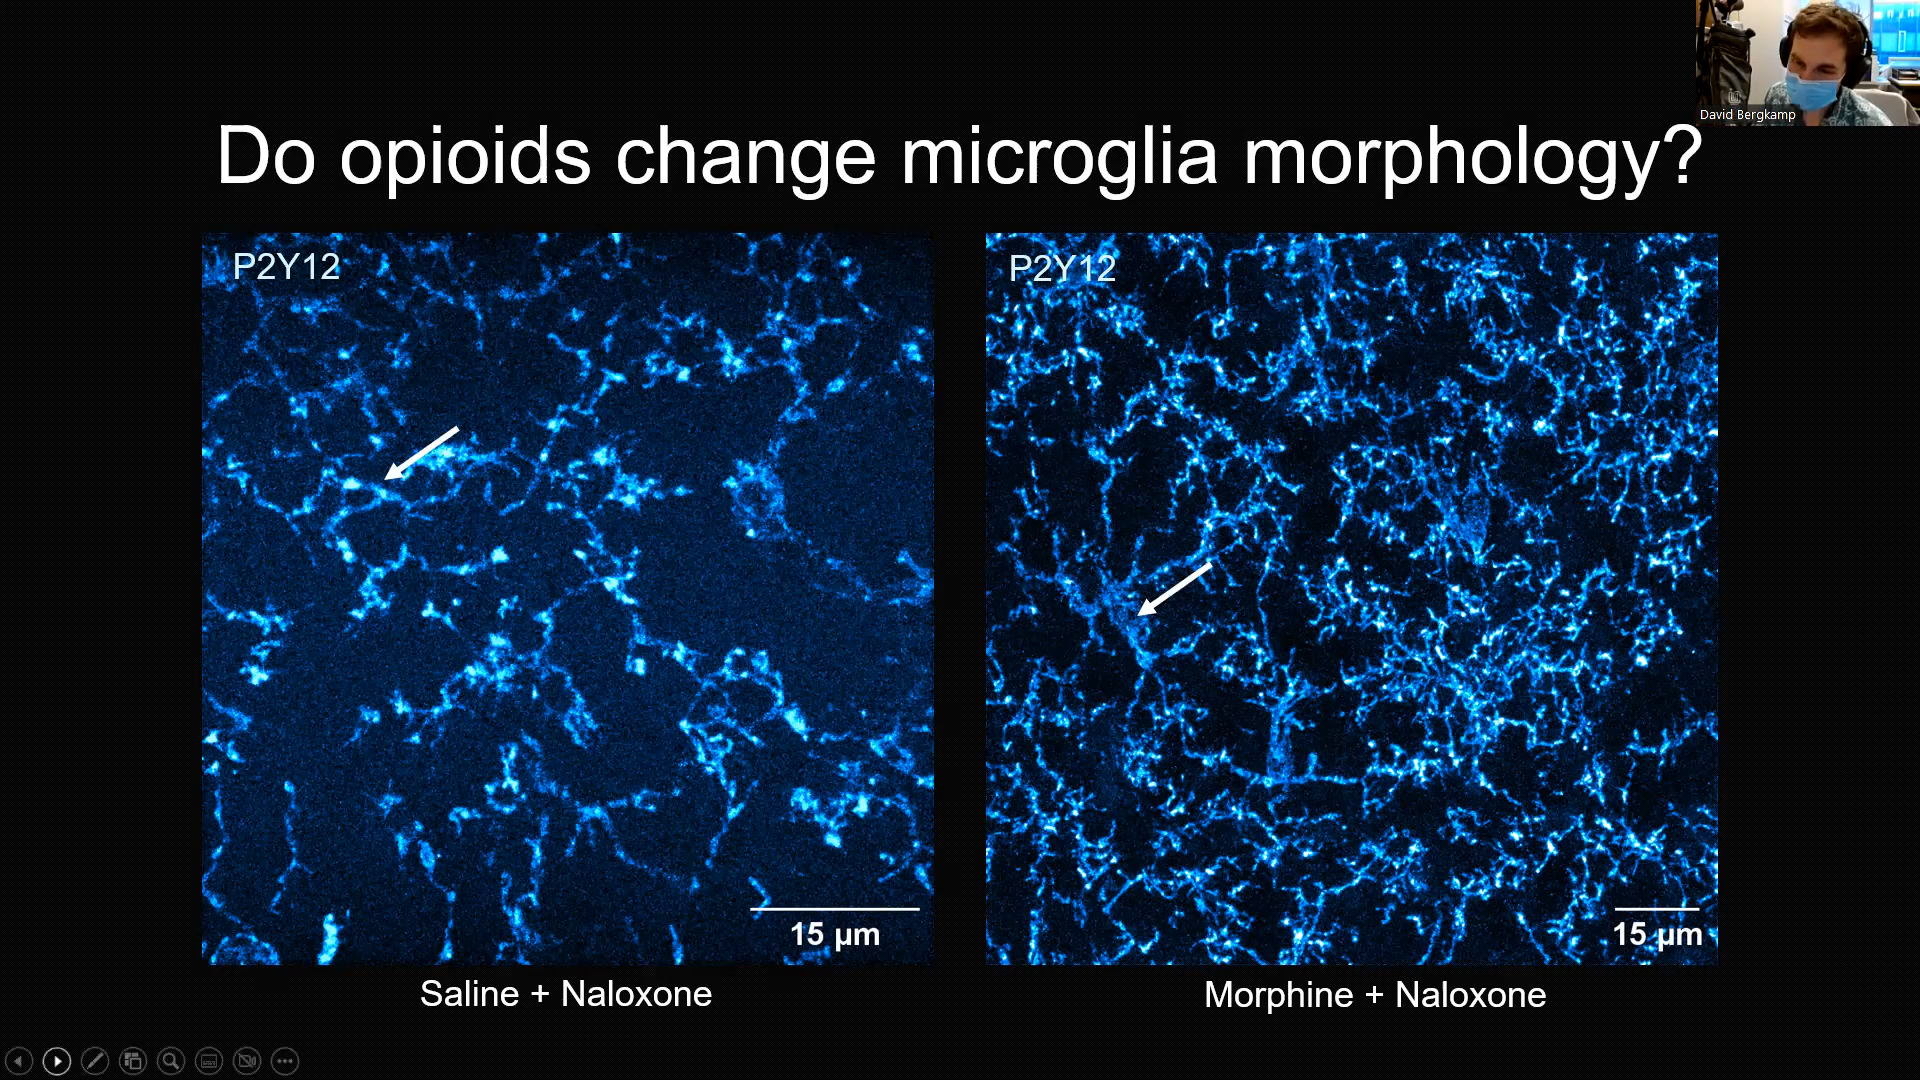 David Bergkamp
Do opioids change microglia morphology?
P2Y12
P2Y12
15 µm
15 µm
Saline + Naloxone
Morphine + Naloxone